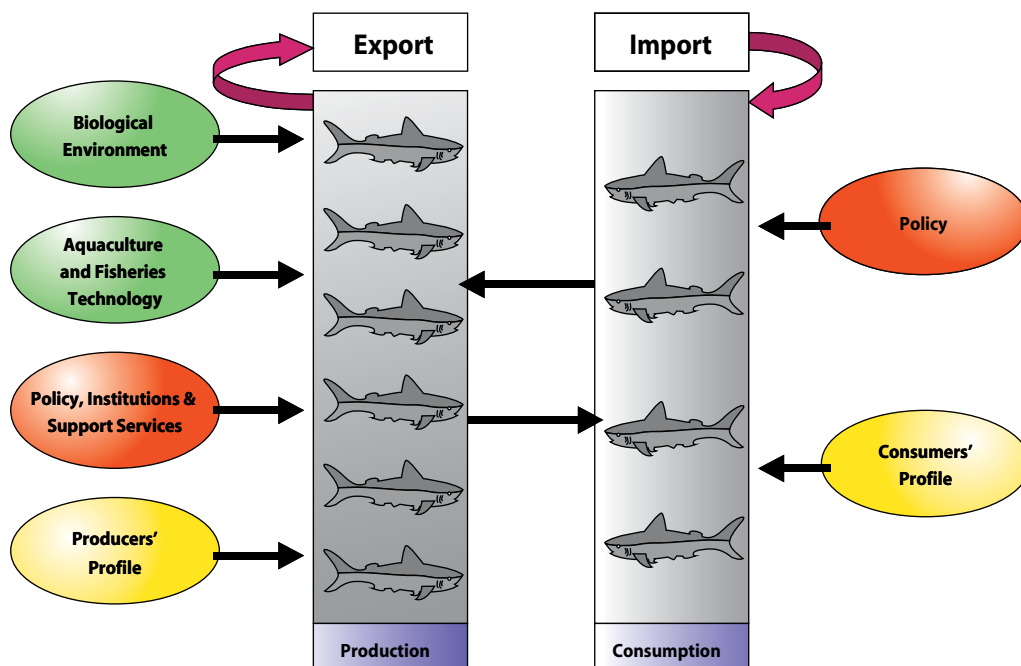 Export
Import
Biological
Environment
Aquaculture
and Fisheries
Technology
Policy
Policy, Institutions &
Support Services
Consumers'
Profile
Producers'
Profile
Production
Consumption